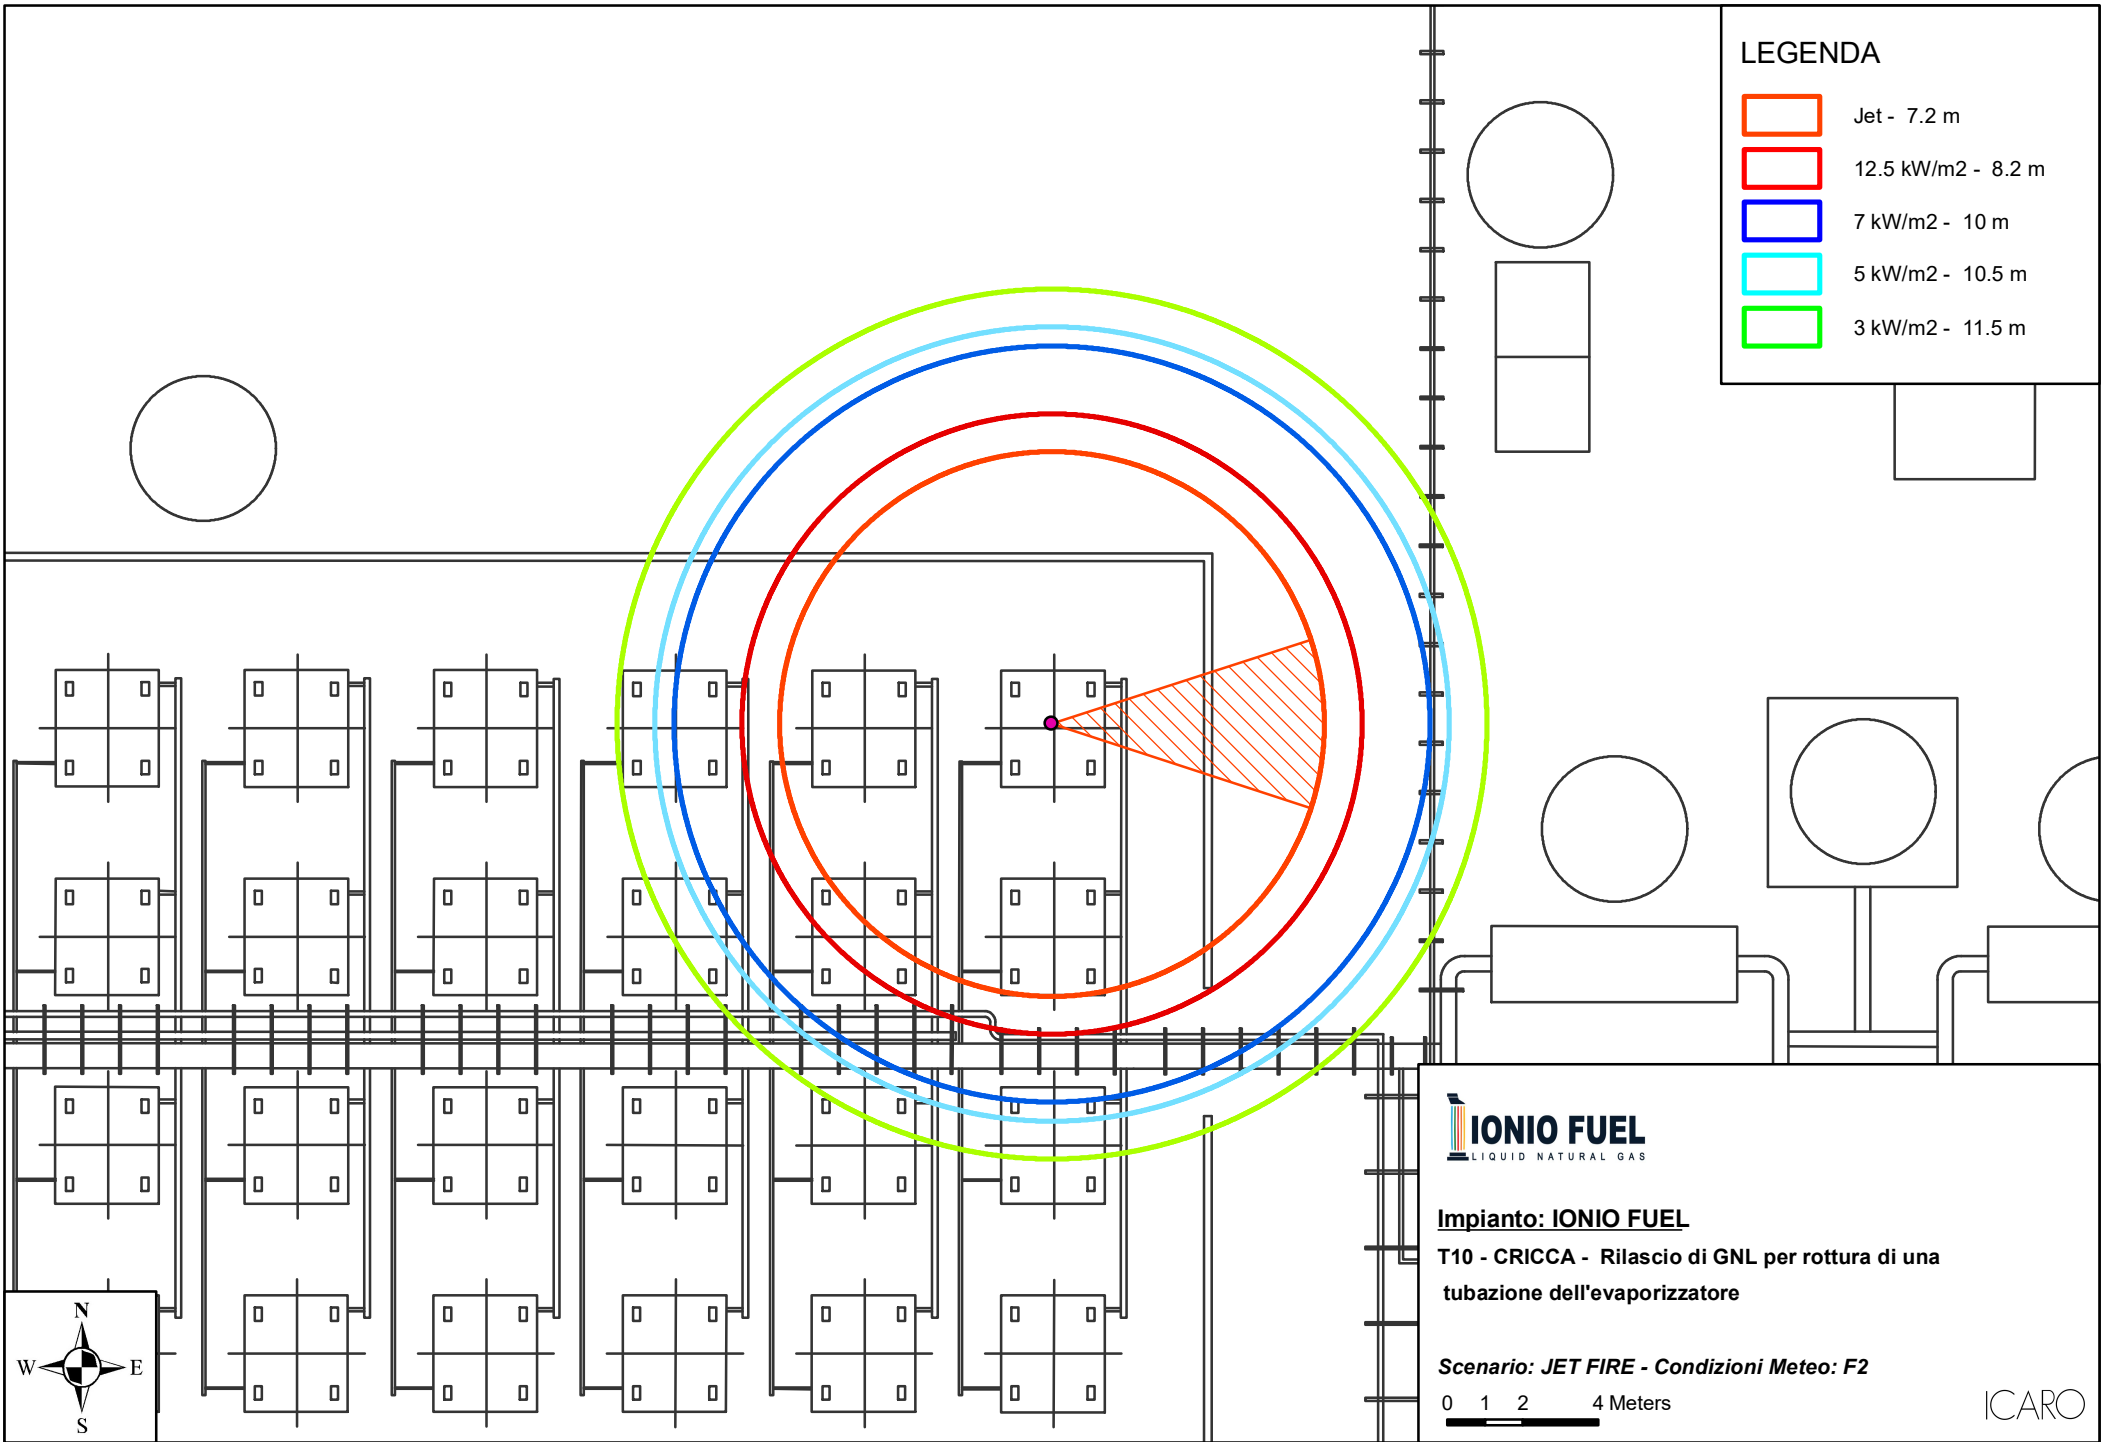 LEGENDA
Jet - 7.2 m
12.5 kW/m2 - 8.2 m
7 kW/m2 - 10 m
5 kW/m2 - 10.5 m
3 kW/m2 - 11.5 m
IONIO FUEL
LIQUID NATURAL GAS
Impianto: IONIO FUEL
T10 - CRICCA - Rilascio di GNL per rottura di una
tubazione dell'evaporizzatore
Scenario: JET FIRE - Condizioni Meteo: F2
0 1 2 4 Meters
ICARO
N
W E
S